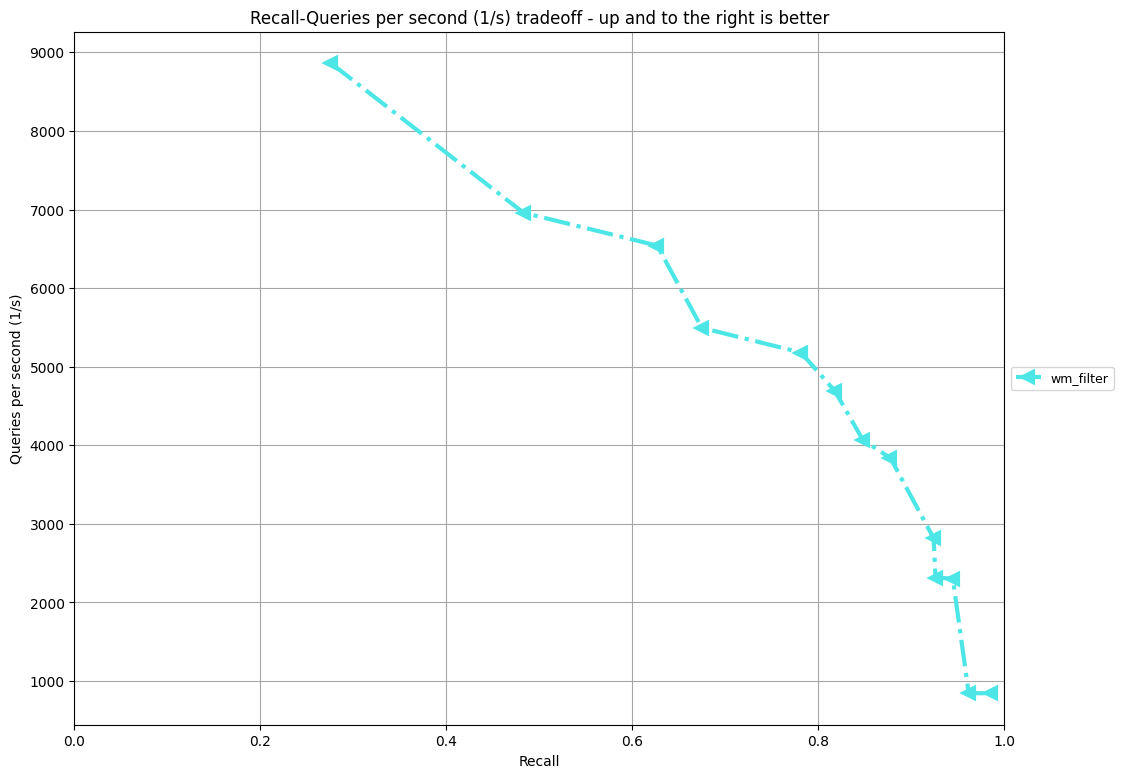 Recall-Queries per second (1/s) tradeoff - up and to the right is better
9000
8000
7000
6000
5000
4000
3000
2000
1000
Queries per second (1/s)
wm_filter
0.0 0.2 0.4 0.6 0.8 1.0
Recall